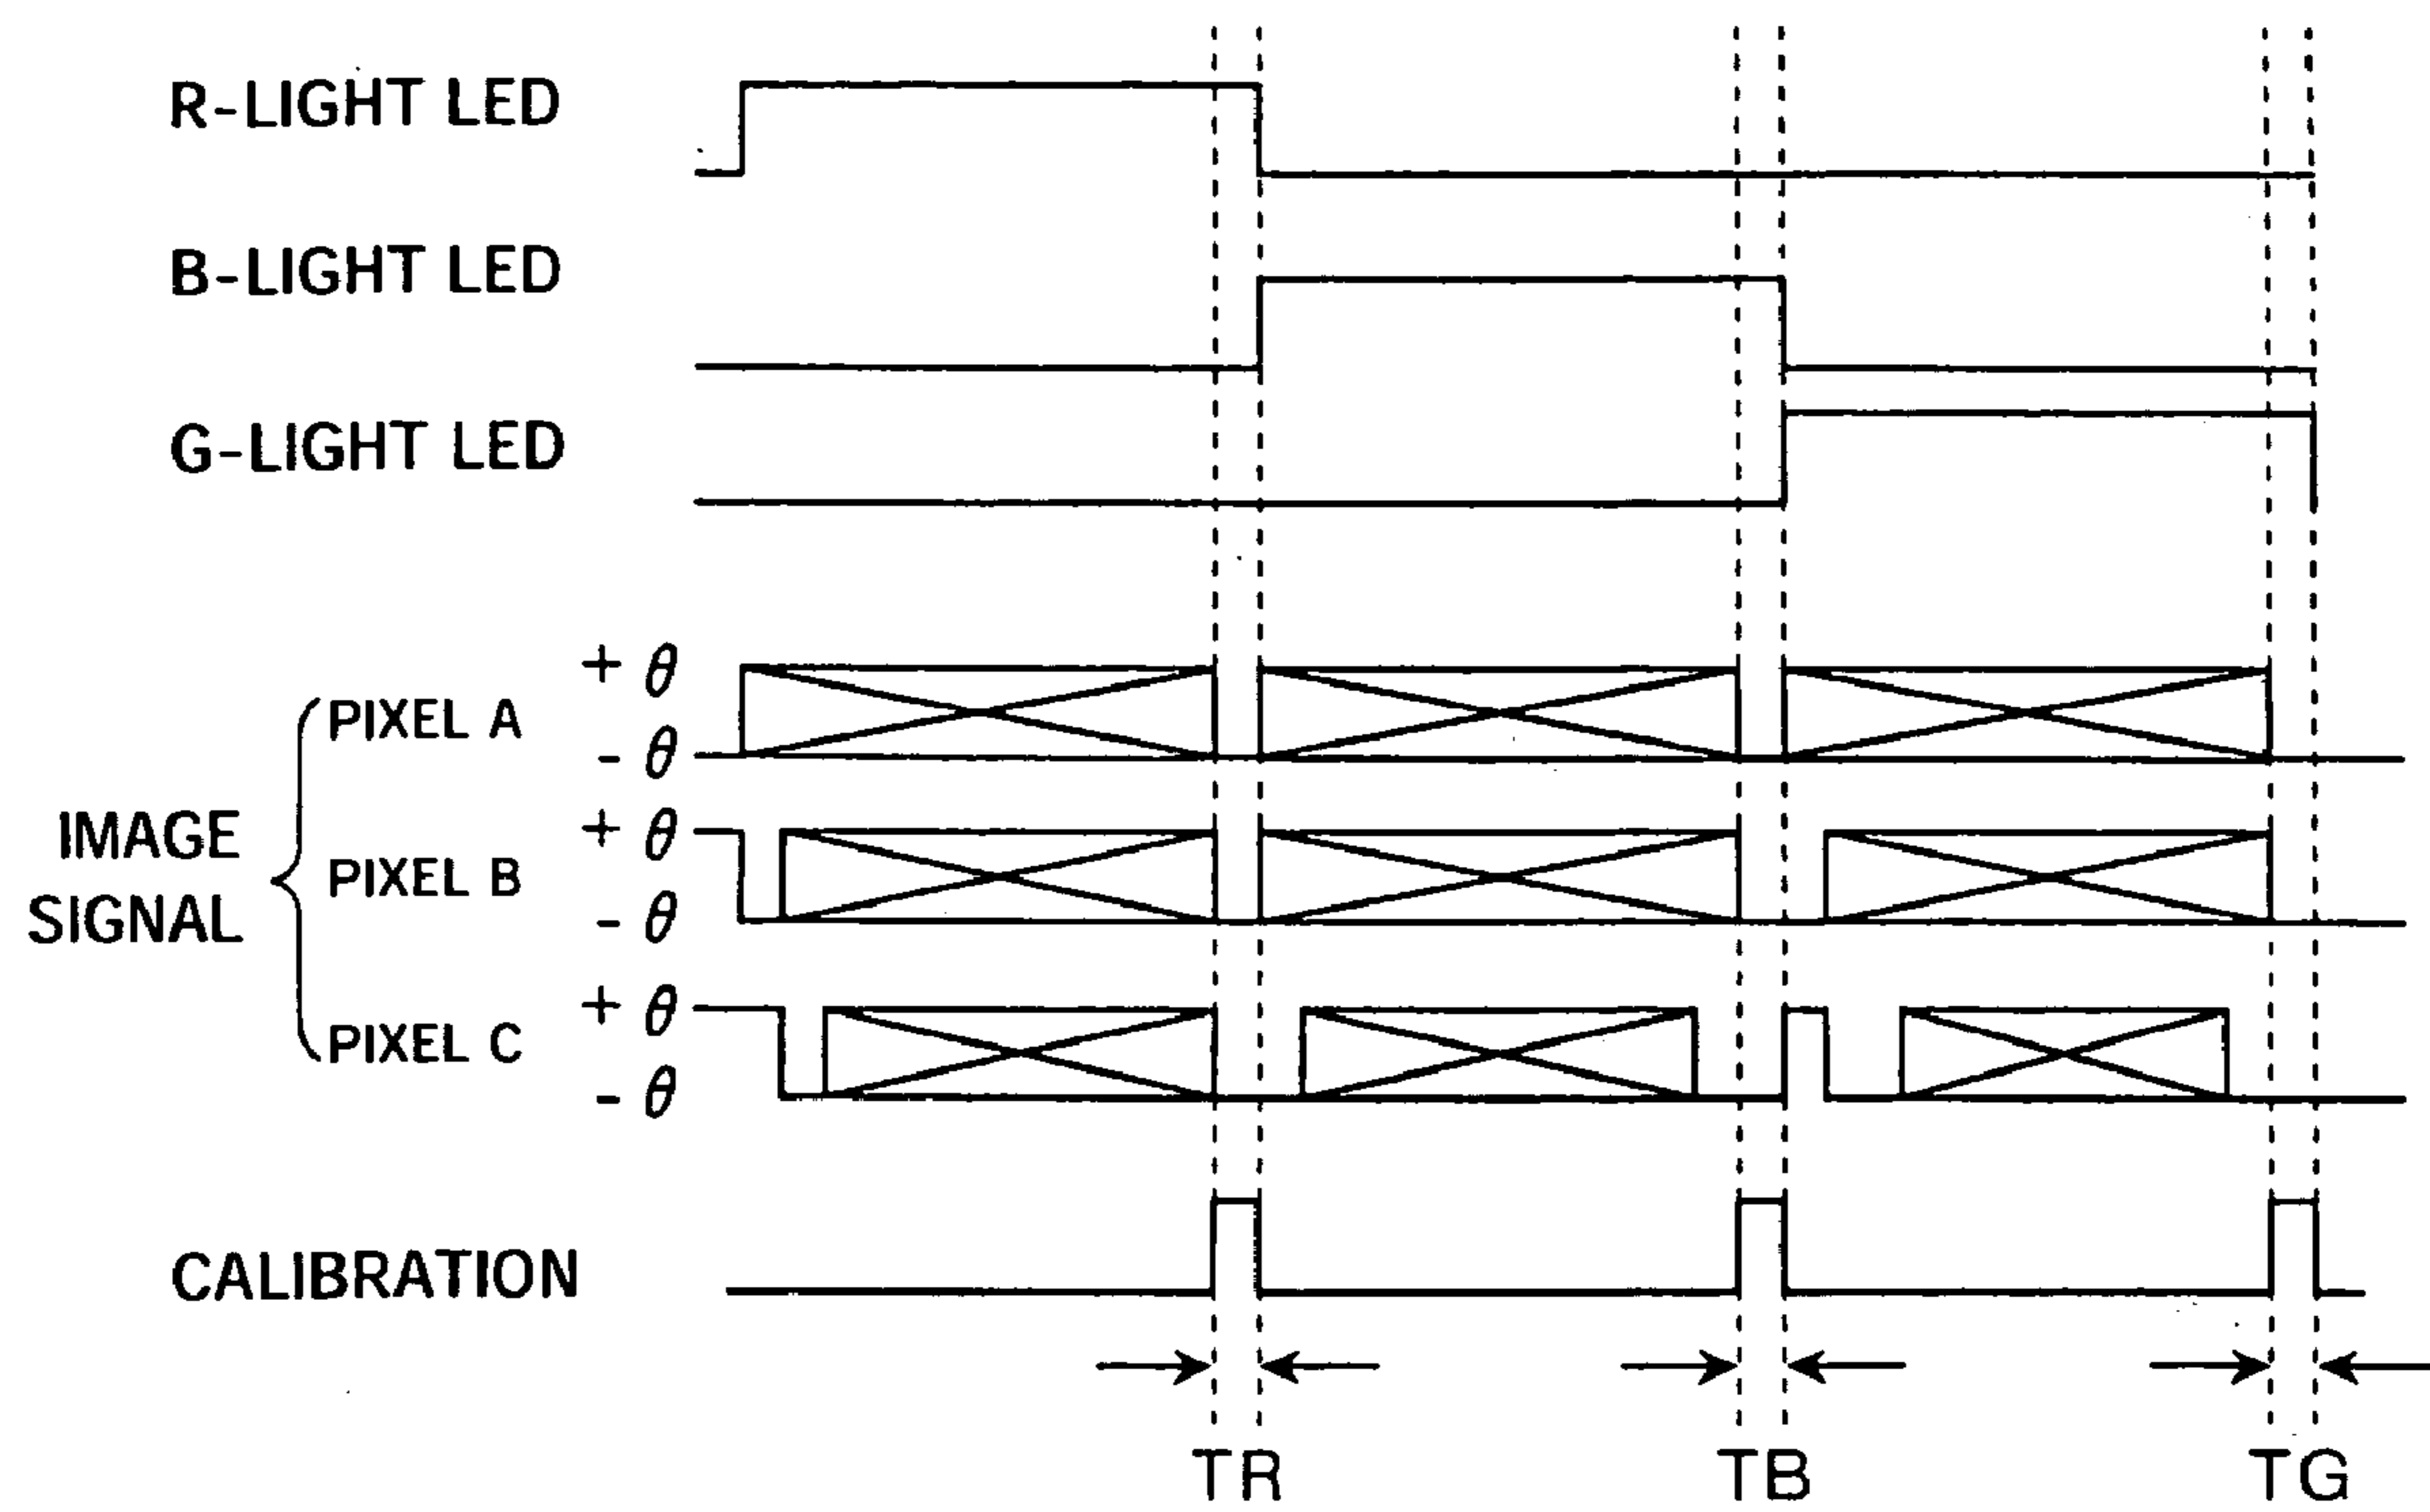 R-LIGHT LED
B-LIGHT LED
G-LIGHT LED
IMAGE SIGNAL
+ θ
PIXEL A
- θ
+ θ
PIXEL B
- θ
+ θ
PIXEL C
- θ
CALIBRATION
TR TB TG